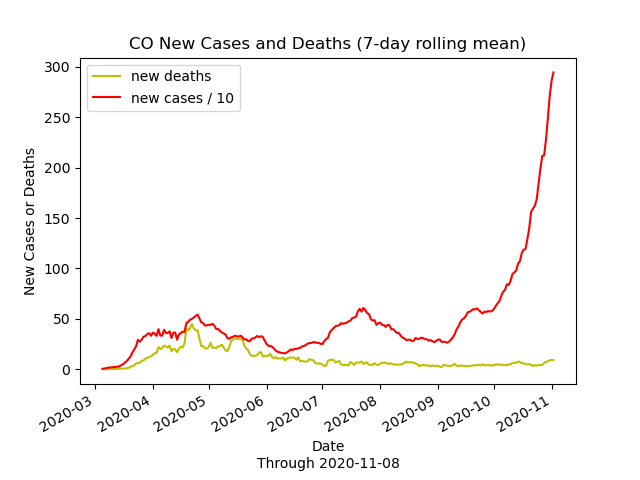 CO New Cases and Deaths (7-day rolling mean)
new deaths
new cases / 10
New Cases or Deaths
300
250
200
150
100
50
0
2020-03
2020-04
2020-05
2020-06
2020-07
2020-08
2020-09
2020-10
2020-11
Date
Through 2020-11-08